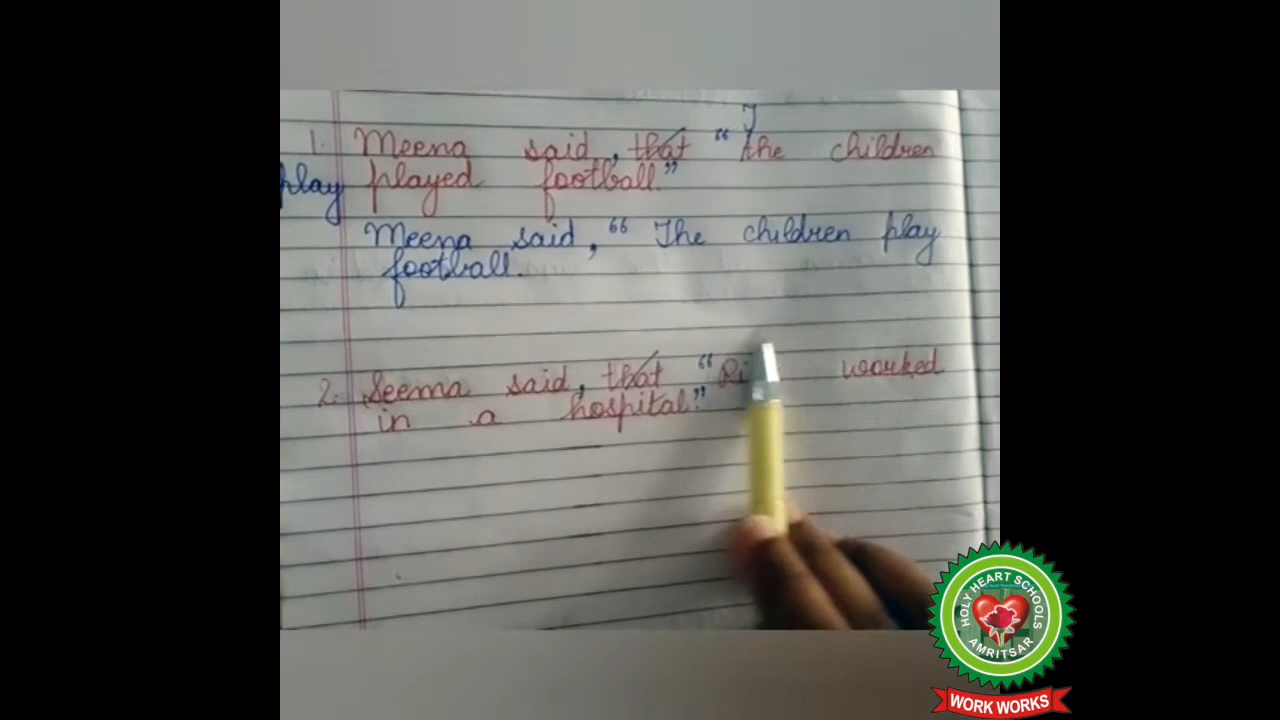 T
1. Meena said, that “the children
play played football.”
Meena said, “ The children play
football.
2. Seema said, that “ worked
in a hospital.”
HOLY HEART SCHOOLS
AMRITSAR
WORK WORKS